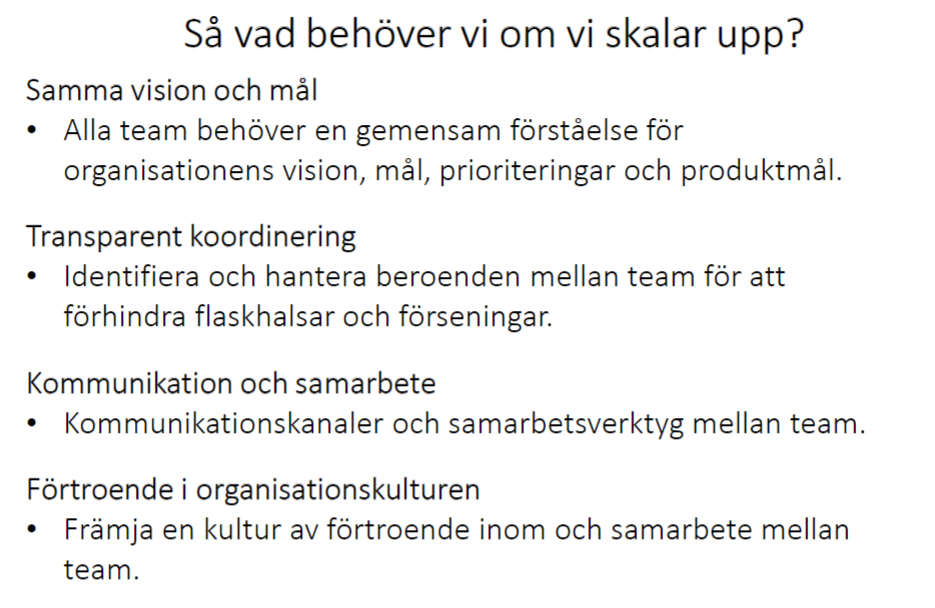 Så vad behöver vi om vi skalar upp?
Samma vision och mål
• Alla team behöver en gemensam förståelse för
organisationens vision, mål, prioriteringar och produktmål.
Transparent koordinering
• Identifiera och hantera beroenden mellan team för att
förhindra flaskhalsar och förseningar.
Kommunikation och samarbete
• Kommunikationskanaler och samarbetsverktyg mellan team.
Förtroende i organisationskulturen
• Främja en kultur av förtroende inom och samarbete mellan
team.